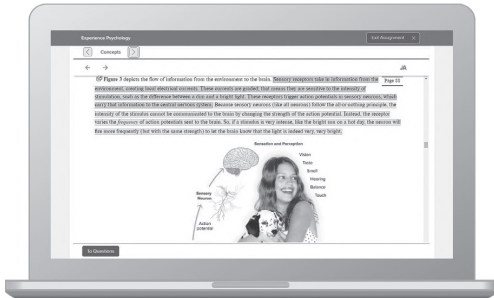 Experience Psychology
Exit Assignment ×
< Concepts >
← → AA
Figure 3 depicts the flow of information from the environment to the brain. Sensory receptors take in information from the
Page 82
environment, creating local electrical currents. These currents are graded; that means they are sensitive to the intensity of
stimulation, such as the difference between a dim and a bright light. These receptors trigger action potentials in sensory neurons, which
carry that information to the central nervous system. Because sensory neurons (like all neurons) follow the all-or-nothing principle, the
intensity of the stimulus cannot be communicated to the brain by changing the strength of the action potential. Instead, the receptor
varies the frequency of action potentials sent to the brain. So, if a stimulus is very intense, like the bright sun on a hot day, the neuron will
fire more frequently (but with the same strength) to let the brain know that the light is indeed very, very bright.
Sensation and Perception
Vision
Taste
Smell
Hearing
Balance
Touch
Sensory
Neurons
Action
potential
To Questions